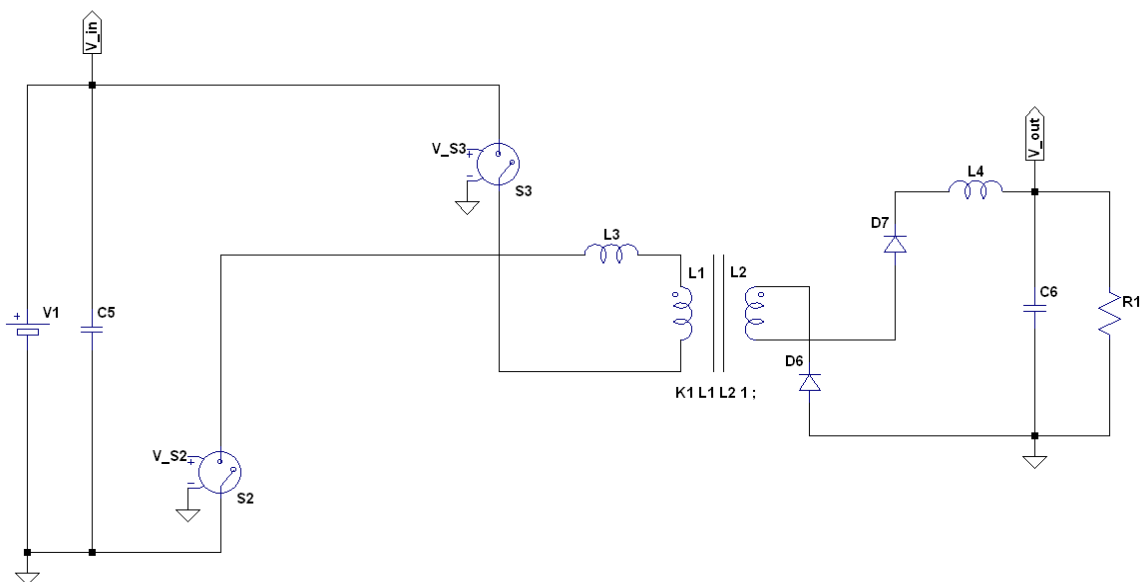 V_in
V_out
V_S3
S3
L4
D7
L3
L1
L2
V1
C5
C6
R1
D6
K1 L1 L2 1 ;
V_S2
S2